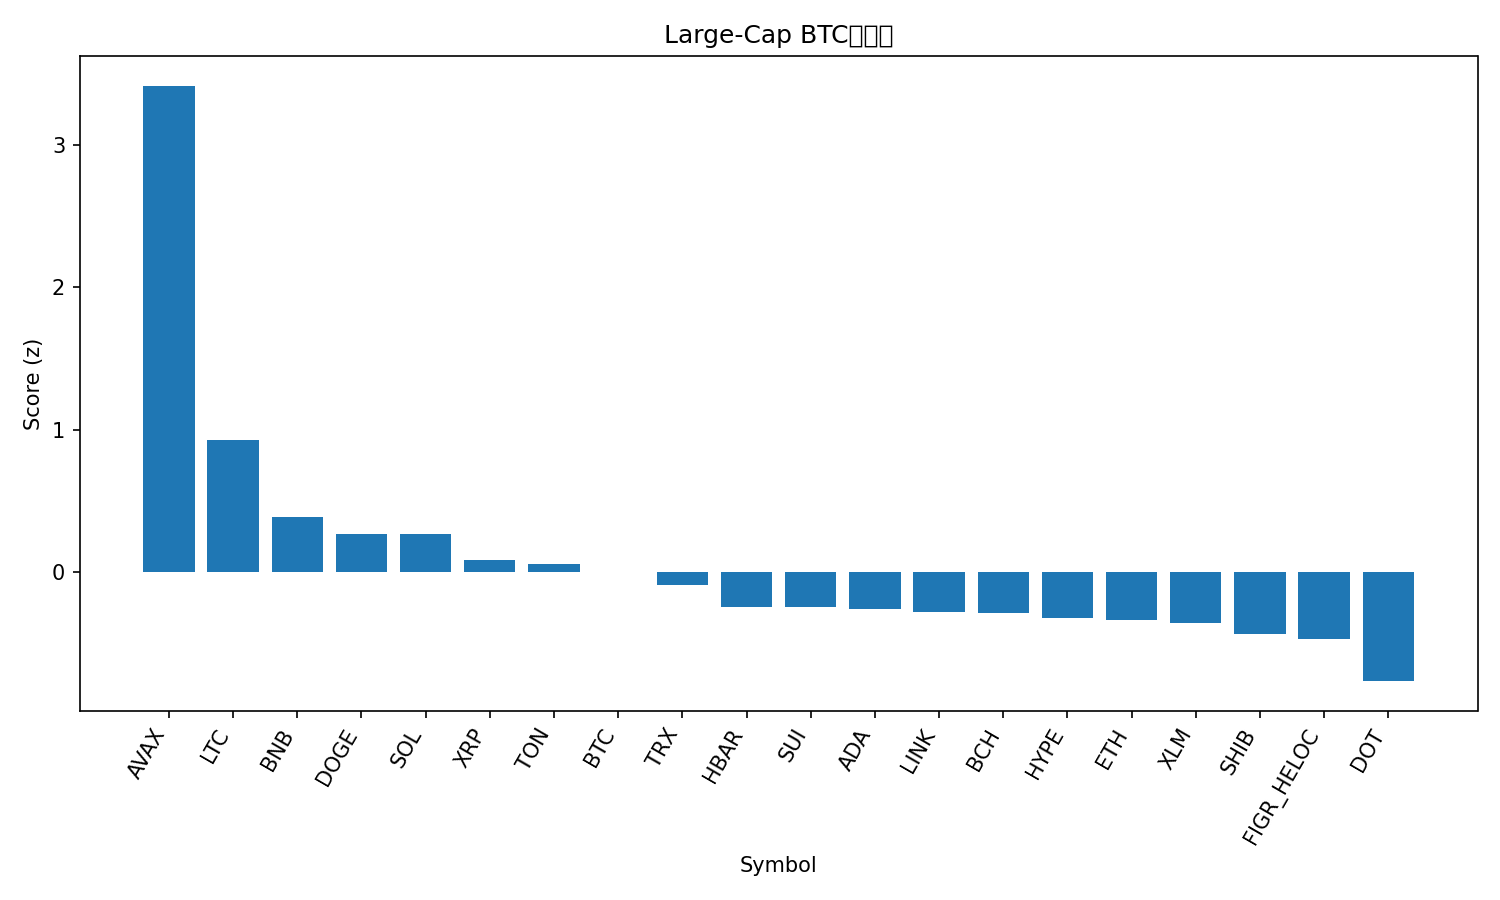 Large-Cap BTC
Score (z)
3
2
1
0
AVAX
LTC
BNB
DOGE
SOL
XRP
TON
BTC
TRX
HBAR
SUI
ADA
LINK
BCH
HYPE
ETH
XLM
SHIB
FIGR_HELOC
DOT
Symbol